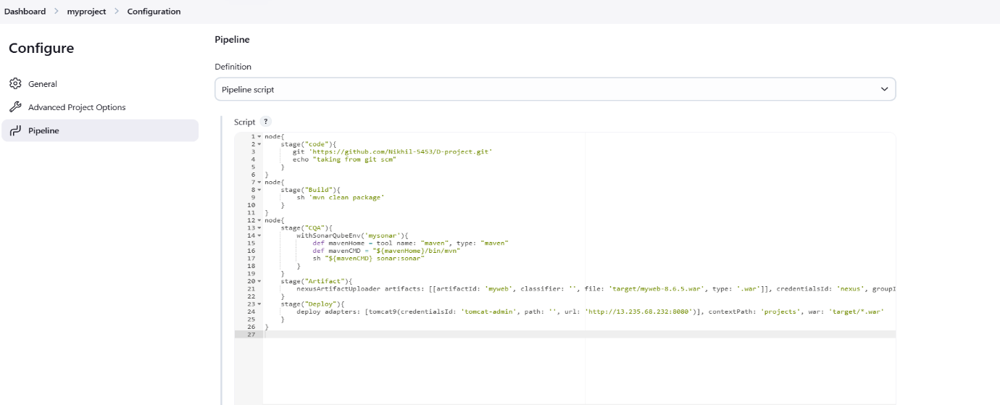 Dashboard > myproject > Configuration
Configure
General
Advanced Project Options
Pipeline
Pipeline
Definition
Pipeline script
Script ?
1 node{
2 stage("code"){
3 git 'https://github.com/Nikhil-5453/D-project.git'
4 echo "taking from git scm"
5 }
6 }
7 node{
8 stage("Build"){
9 sh 'mvn clean package'
10 }
11 }
12 node{
13 stage("CQA"){
14 withSonarQubeEnv('mysonar'){
15 def mavenHome = tool name: "maven", type: "maven"
16 def mavenCMD = "${mavenHome}/bin/mvn"
17 sh "${mavenCMD} sonar:sonar"
18 }
19 }
20 stage("Artifact"){
21 nexusArtifactUploader artifacts: [[artifactId: 'myweb', classifier: '', file: 'target/myweb-8.6.5.war', type: '.war']], credentialsId: 'nexus', groupI
22 }
23 stage("Deploy"){
24 deploy adapters: [tomcat9(credentialsId: 'tomcat-admin', path: '', url: 'http://13.235.68.232:8080')], contextPath: 'projects', war: 'target/*.war'
25 }
26 }
27